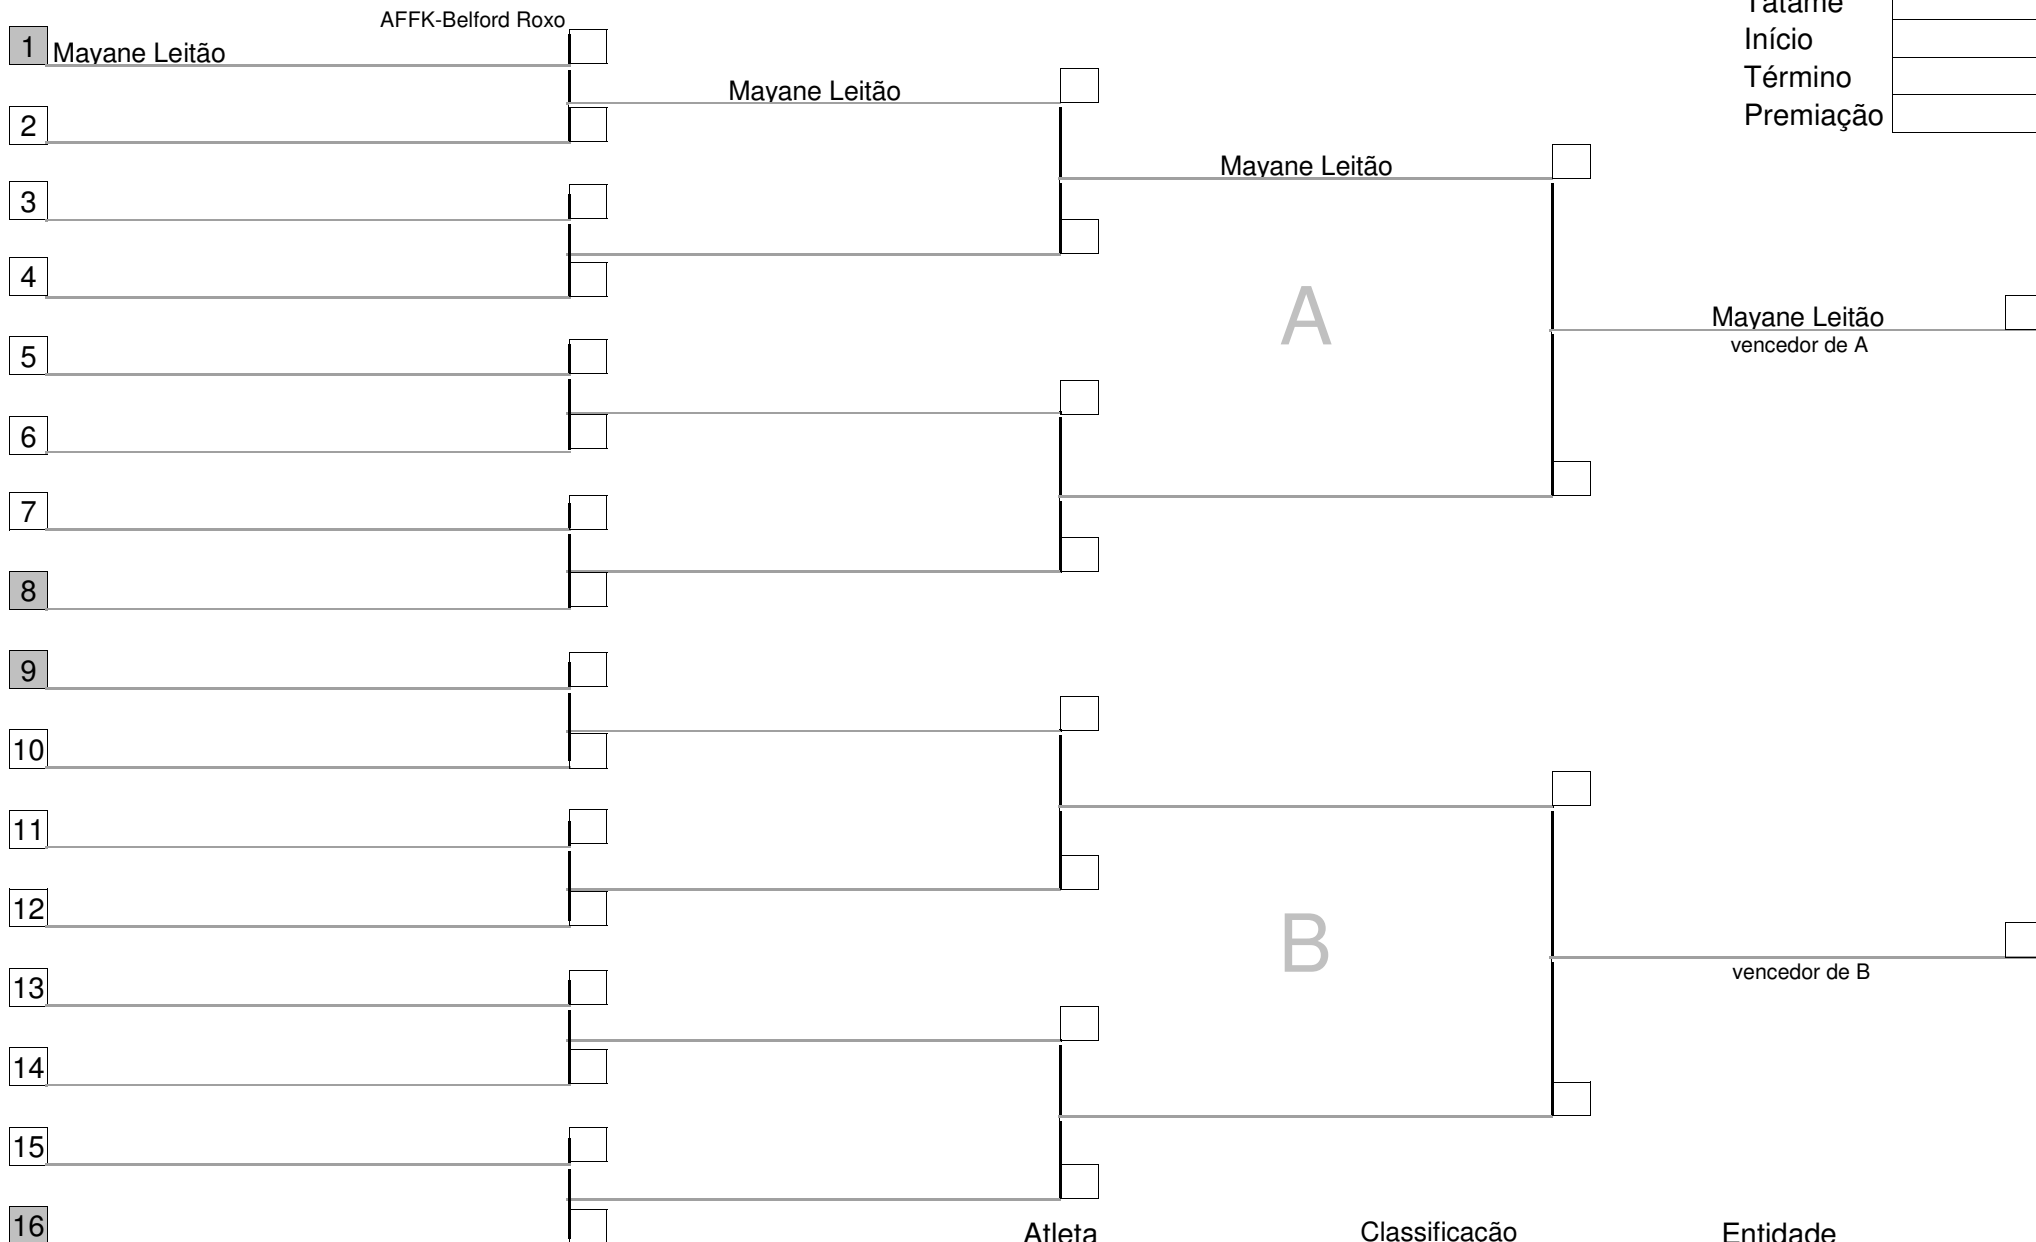 AFFK-Belford Roxo
Tatame
1 Mayane Leitão
Início
Mayane Leitão
Término
2
Premiação
Mayane Leitão
3
4
A
Mayane Leitão
vencedor de A
5
6
7
8
9
10
11
12
B
vencedor de B
13
14
15
16
Atleta Classificação Entidade